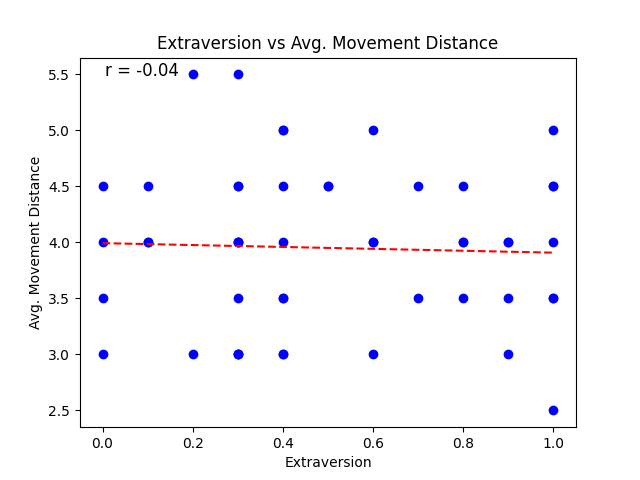 Extraversion vs Avg. Movement Distance
r = -0.04
Avg. Movement Distance
5.5
5.0
4.5
4.0
3.5
3.0
2.5
0.0 0.2 0.4 0.6 0.8 1.0
Extraversion